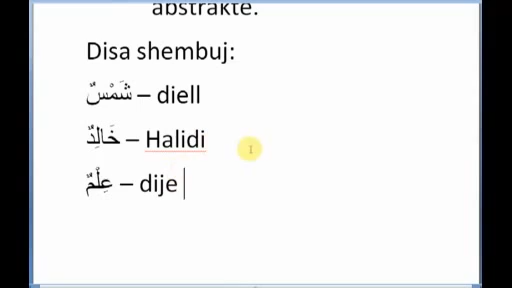 abstrakte.
Disa shembuj:
شَمْسٌ – diell
خَالِدٌ – Halidi
عِلْمٌ – dije